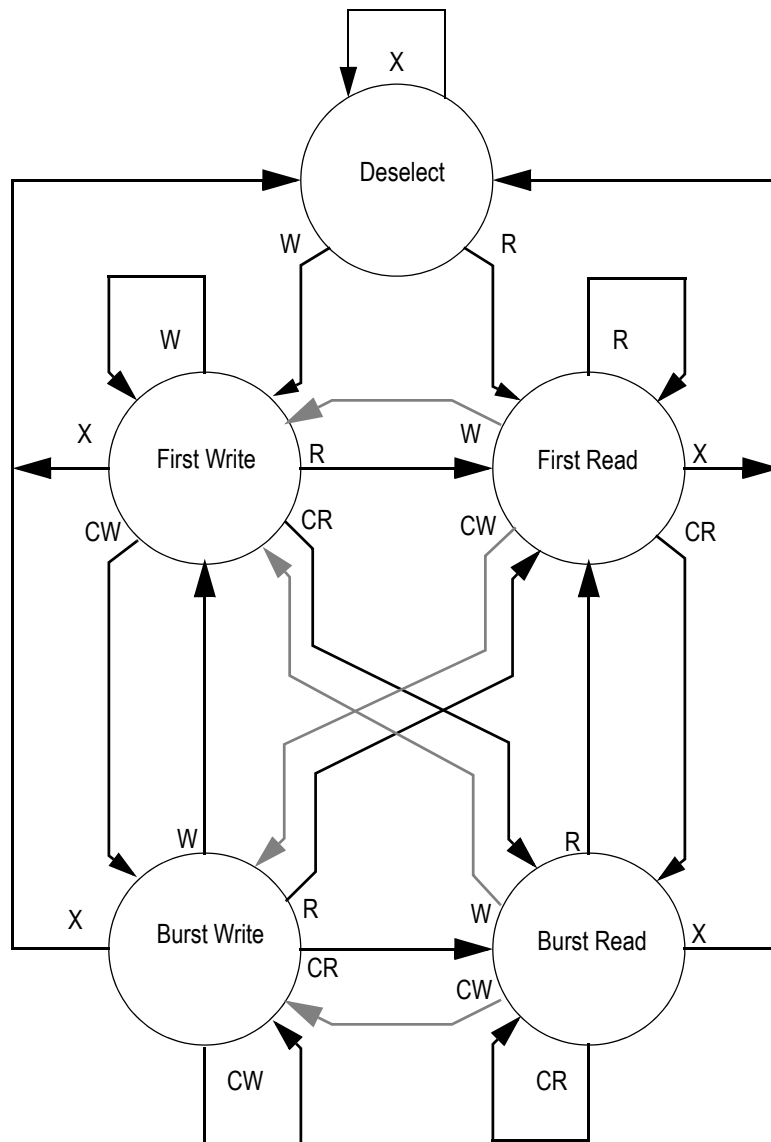 X
Deselect
W
R
W
R
X
W
First Write
R
First Read
X
CW
CR
CW
CR
W
R
X
R
W
Burst Write
Burst Read
X
CR
CW
CW
CR